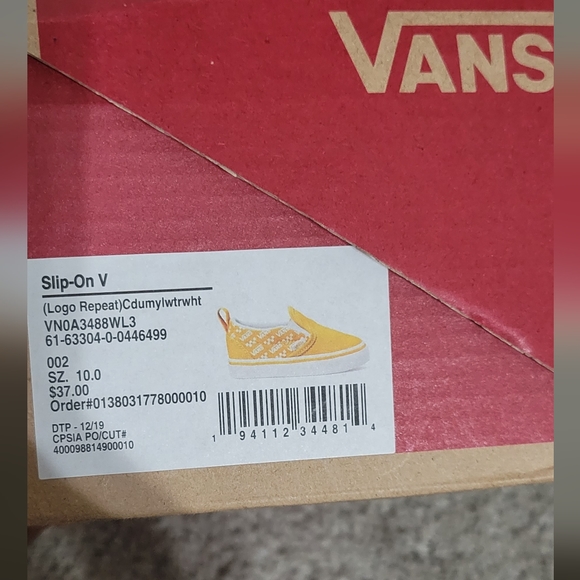 VANS
Slip-On V
(Logo Repeat)Cdumylwtrwht
VN0A3488WL3
61-63304-0-0446499
002
SZ. 10.0
$37.00
Order#0138031778000010
DTP - 12/19
CPSIA PO/CUT#
400098814900010
1 94112 34481 4